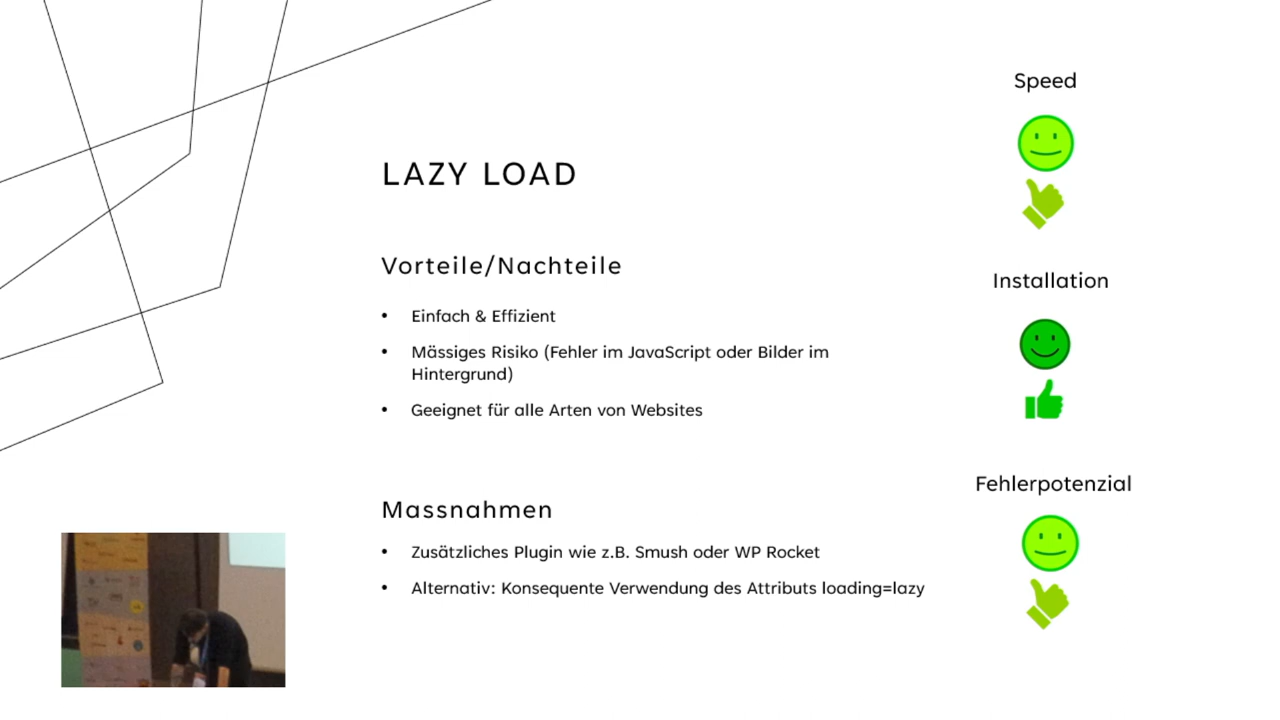 LAZY LOAD
Vorteile/Nachteile
• Einfach & Effizient
• Mässiges Risiko (Fehler im JavaScript oder Bilder im
Hintergrund)
• Geeignet für alle Arten von Websites
Massnahmen
• Zusätzliches Plugin wie z.B. Smush oder WP Rocket
• Alternativ: Konsequente Verwendung des Attributs loading=lazy
Speed
Installation
Fehlerpotenzial